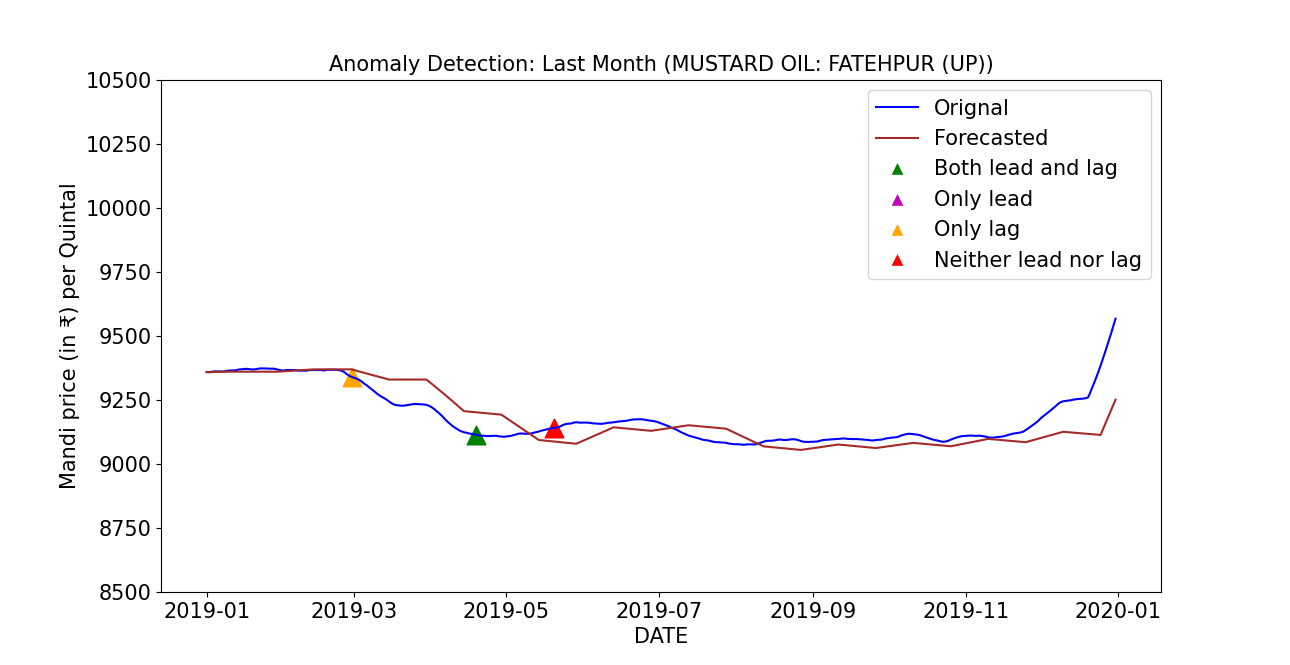 Anomaly Detection: Last Month (MUSTARD OIL: FATEHPUR (UP))
Mandi price (in ₹) per Quintal
10500
10250
10000
9750
9500
9250
9000
8750
8500
Orignal
Forecasted
Both lead and lag
Only lead
Only lag
Neither lead nor lag
2019-01 2019-03 2019-05 2019-07 2019-09 2019-11 2020-01
DATE